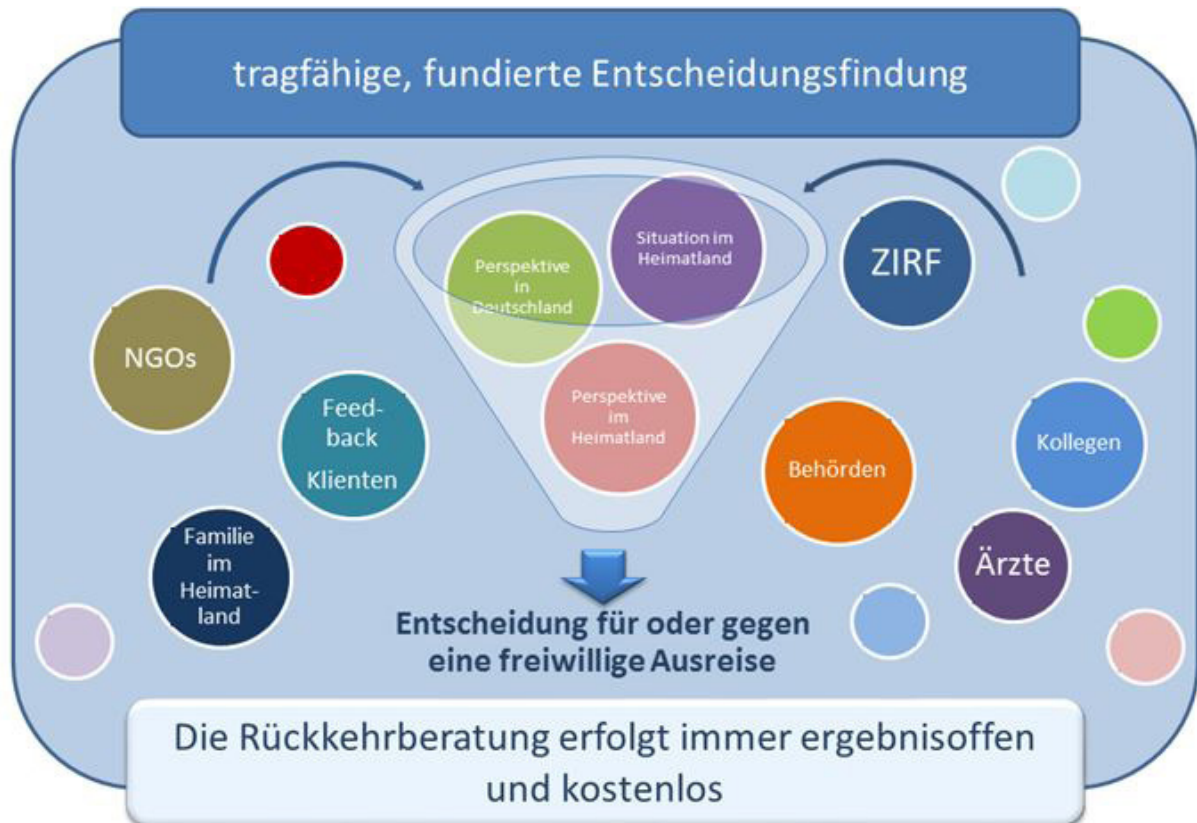 tragfähige, fundierte Entscheidungsfindung
Situation im
Heimatland
ZIRF
Perspektive
in
Deutschland
NGOs
Feed-
back
Klienten
Perspektive
im
Heimatland
Behörden
Kollegen
Familie
im
Heimat-
land
Ärzte
Entscheidung für oder gegen
eine freiwillige Ausreise
Die Rückkehrberatung erfolgt immer ergebnisoffen
und kostenlos